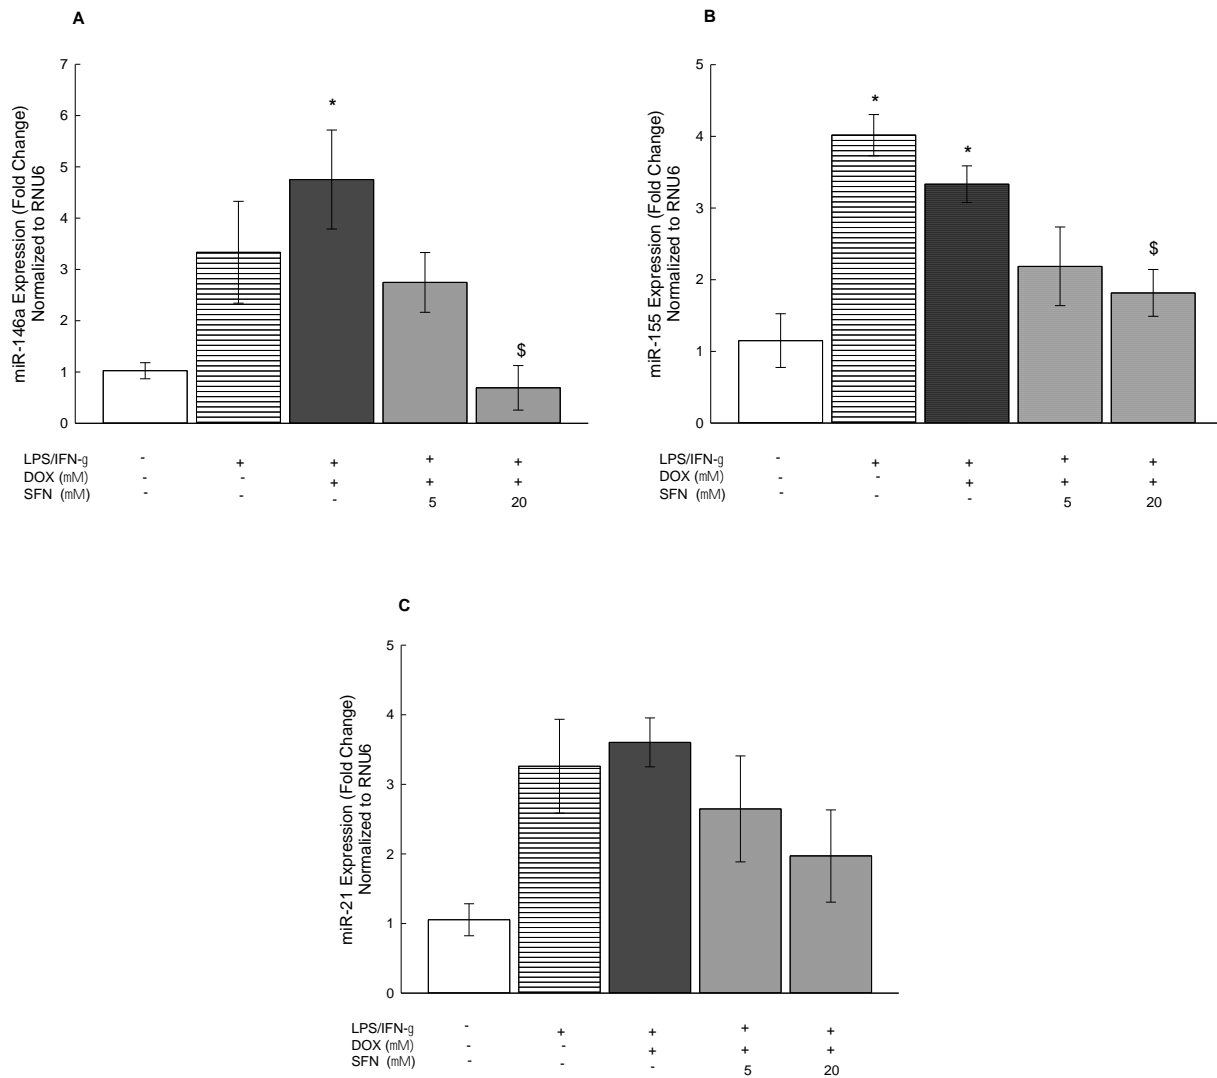 A
7
6
5
4
3
2
1
0
miR-146a Expression (Fold Change)
Normalized to RNU6
*
$
LPS/IFN-g - + + + +
DOX (mM) - - + + +
SFN (mM) - - - 5 20
B
5
4
3
2
1
0
miR-155 Expression (Fold Change)
Normalized to RNU6
*
*
$
LPS/IFN-g - + + + +
DOX (mM) - - + + +
SFN (mM) - - - 5 20
C
5
4
3
2
1
0
miR-21 Expression (Fold Change)
Normalized to RNU6
LPS/IFN-g - + + + +
DOX (mM) - - + + +
SFN (mM) - - - 5 20